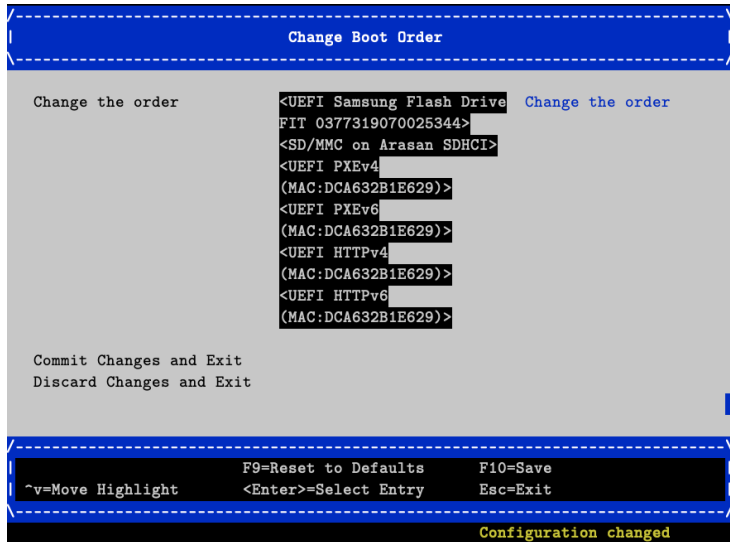 Change Boot Order
Change the order
<UEFI Samsung Flash Drive
FIT 0377319070025344>
<SD/MMC on Arasan SDHCI>
<UEFI PXEv4
(MAC:DCA632B1E629)>
<UEFI PXEv6
(MAC:DCA632B1E629)>
<UEFI HTTPv4
(MAC:DCA632B1E629)>
<UEFI HTTPv6
(MAC:DCA632B1E629)>
Change the order
Commit Changes and Exit
Discard Changes and Exit
F9=Reset to Defaults F10=Save
^v=Move Highlight <Enter>=Select Entry Esc=Exit
Configuration changed